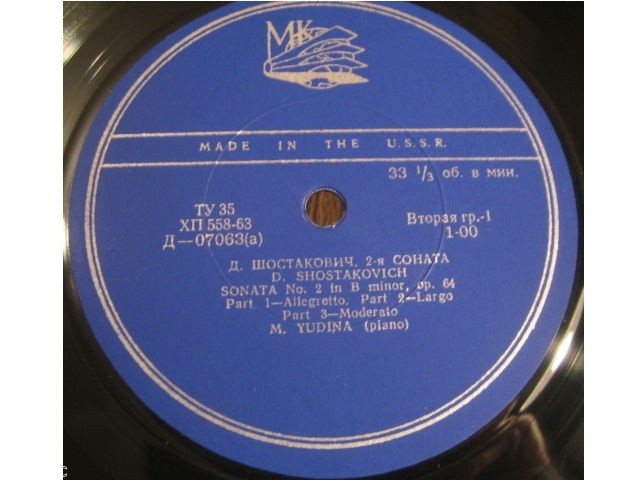 МК
MADE IN THE U.S.S.R.
33 1/3 об. в мин.
ТУ 35
ХП 558-63
Д—07063(а)
Вторая гр.-1
1-00
Д. ШОСТАКОВИЧ. 2-я СОНАТА
D. SHOSTAKOVICH
SONATA No. 2 in B minor, op. 64
Part 1—Allegretto. Part 2—Largo
Part 3—Moderato
M. YUDINA (piano)